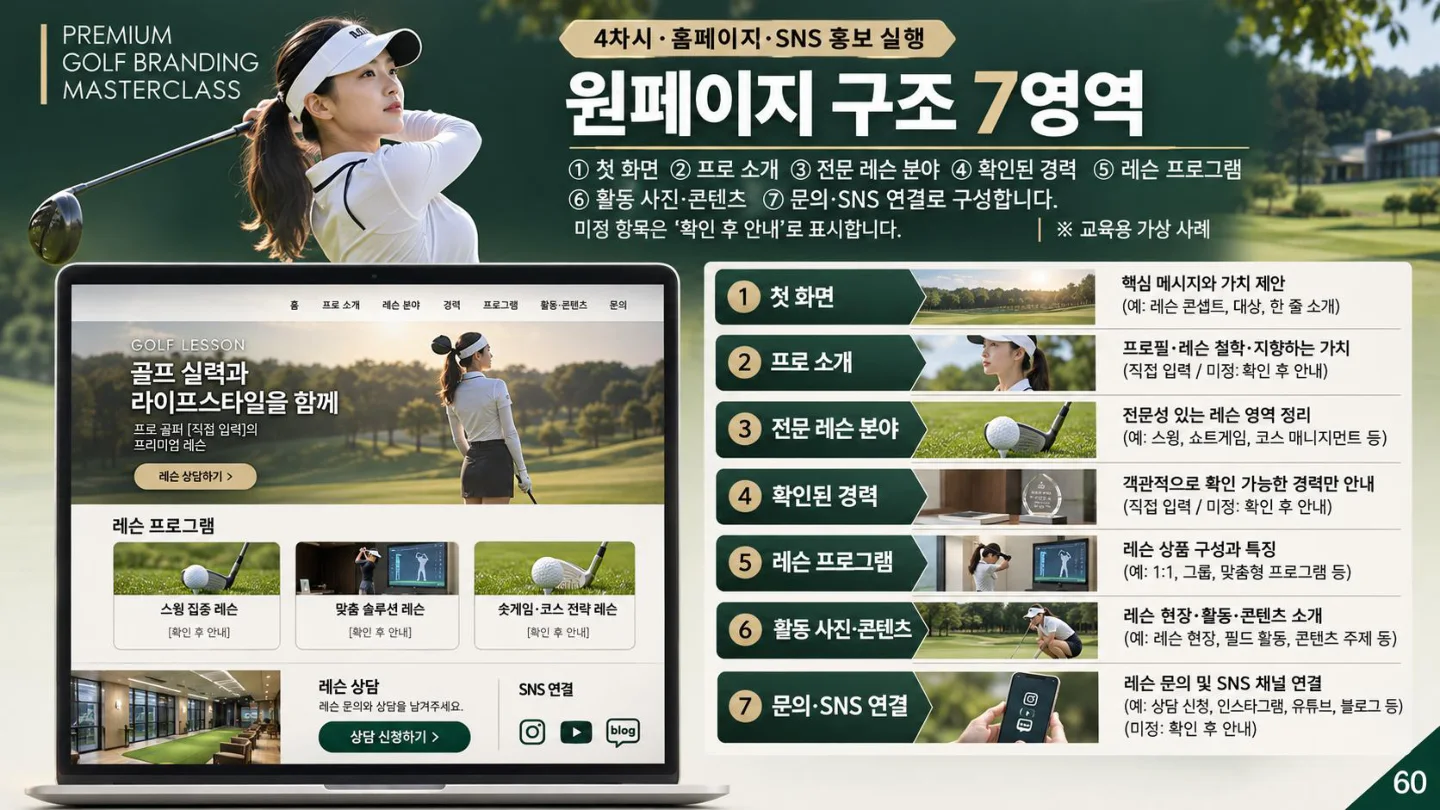 PREMIUM
GOLF BRANDING
MASTERCLASS
4차시·홈페이지·SNS 홍보 실행
원페이지 구조 7영역
① 첫 화면 ② 프로 소개 ③ 전문 레슨 분야 ④ 확인된 경력 ⑤ 레슨 프로그램
⑥ 활동 사진·콘텐츠 ⑦ 문의·SNS 연결로 구성합니다.
미정 항목은 '확인 후 안내'로 표시합니다.
※ 교육용 가상 사례
홈 프로 소개 레슨 분야 경력 프로그램 활동·콘텐츠 문의
GOLF LESSON
골프 실력과
라이프스타일을 함께
프로 골퍼 [직접 입력]의
프리미엄 레슨
레슨 상담하기 >
레슨 프로그램
스윙 집중 레슨
[확인 후 안내]
맞춤 솔루션 레슨
[확인 후 안내]
숏게임·코스 전략 레슨
[확인 후 안내]
레슨 상담
레슨 문의와 상담을 남겨주세요.
상담 신청하기 >
SNS 연결
blog
1 첫 화면
핵심 메시지와 가치 제안
(예: 레슨 콘셉트, 대상, 한 줄 소개)
2 프로 소개
프로필·레슨 철학·지향하는 가치
(직접 입력 / 미정: 확인 후 안내)
3 전문 레슨 분야
전문성 있는 레슨 영역 정리
(예: 스윙, 쇼트게임, 코스 매니지먼트 등)
4 확인된 경력
객관적으로 확인 가능한 경력만 안내
(직접 입력 / 미정: 확인 후 안내)
5 레슨 프로그램
레슨 상품 구성과 특징
(예: 1:1, 그룹, 맞춤형 프로그램 등)
6 활동 사진·콘텐츠
레슨 현장·활동·콘텐츠 소개
(예: 레슨 현장, 필드 활동, 콘텐츠 주제 등)
7 문의·SNS 연결
레슨 문의 및 SNS 채널 연결
(예: 상담 신청, 인스타그램, 유튜브, 블로그 등)
(미정: 확인 후 안내)
60